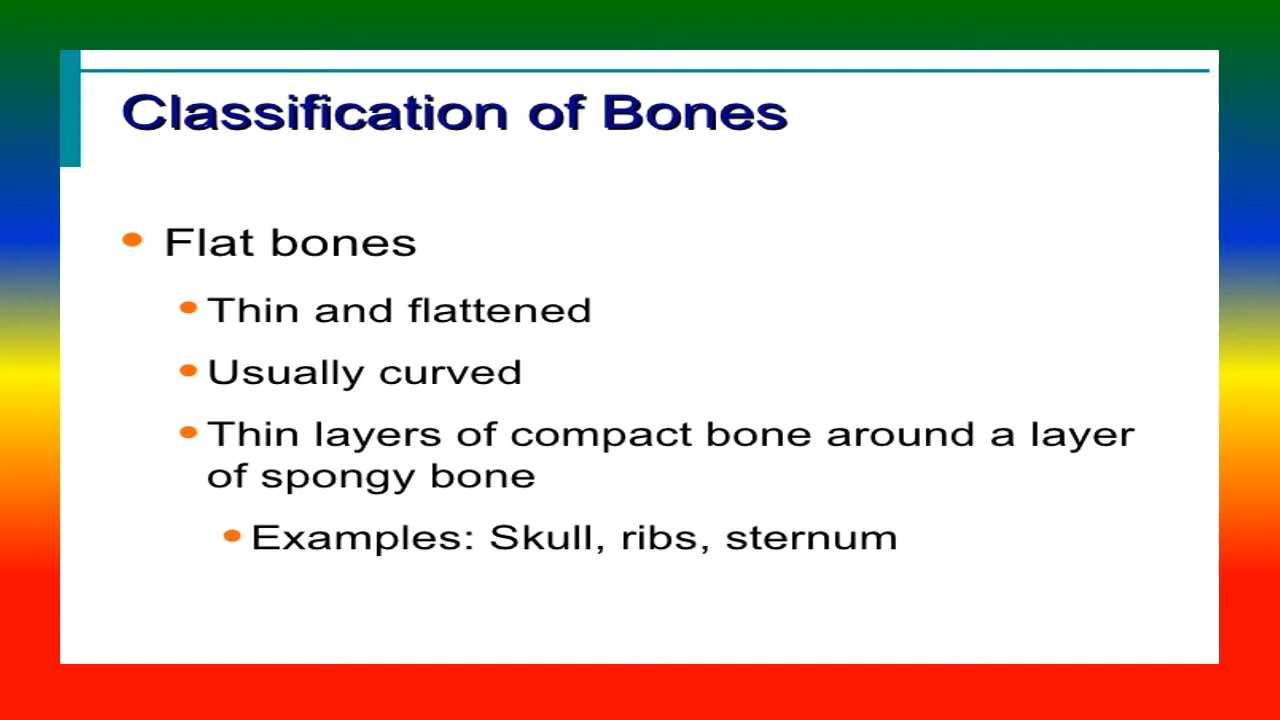 Classification of Bones
Flat bones
Thin and flattened
Usually curved
Thin layers of compact bone around a layer
of spongy bone
Examples: Skull, ribs, sternum